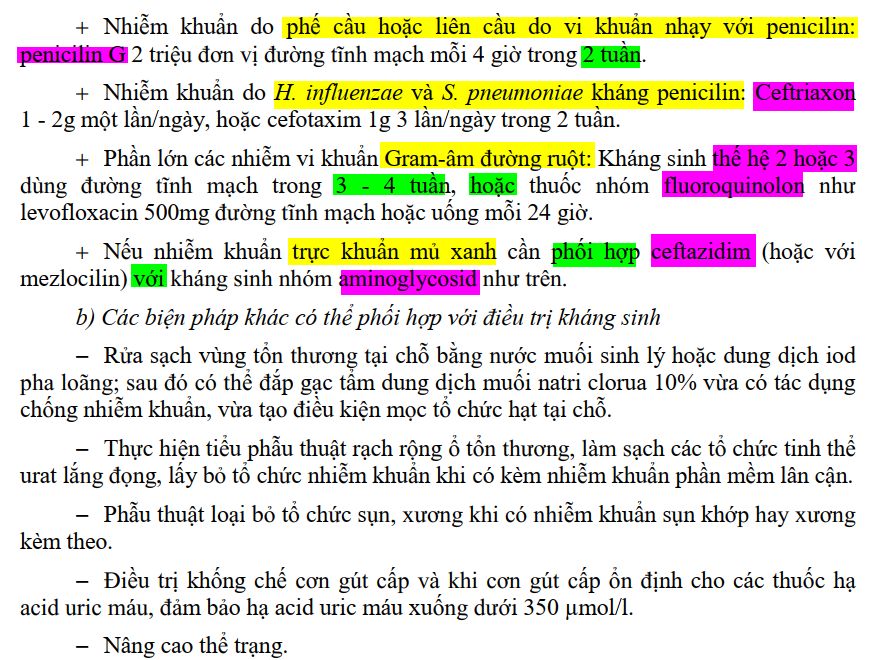 + Nhiễm khuẩn do phế cầu hoặc liên cầu do vi khuẩn nhạy với penicilin:
penicilin G 2 triệu đơn vị đường tĩnh mạch mỗi 4 giờ trong 2 tuần.
+ Nhiễm khuẩn do H. influenzae và S. pneumoniae kháng penicilin: Ceftriaxon
1 - 2g một lần/ngày, hoặc cefotaxim 1g 3 lần/ngày trong 2 tuần.
+ Phần lớn các nhiễm vi khuẩn Gram-âm đường ruột: Kháng sinh thế hệ 2 hoặc 3
dùng đường tĩnh mạch trong 3 - 4 tuần, hoặc thuốc nhóm fluoroquinolon như
levofloxacin 500mg đường tĩnh mạch hoặc uống mỗi 24 giờ.
+ Nếu nhiễm khuẩn trực khuẩn mủ xanh cần phối hợp ceftazidim (hoặc với
mezlocilin) với kháng sinh nhóm aminoglycosid như trên.
b) Các biện pháp khác có thể phối hợp với điều trị kháng sinh
− Rửa sạch vùng tổn thương tại chỗ bằng nước muối sinh lý hoặc dung dịch iod
pha loãng; sau đó có thể đắp gạc tẩm dung dịch muối natri clorua 10% vừa có tác dụng
chống nhiễm khuẩn, vừa tạo điều kiện mọc tổ chức hạt tại chỗ.
− Thực hiện tiểu phẫu thuật rạch rộng ổ tổn thương, làm sạch các tổ chức tinh thể
urat lắng đọng, lấy bỏ tổ chức nhiễm khuẩn khi có kèm nhiễm khuẩn phần mềm lân cận.
− Phẫu thuật loại bỏ tổ chức sụn, xương khi có nhiễm khuẩn sụn khớp hay xương
kèm theo.
− Điều trị khống chế cơn gút cấp và khi cơn gút cấp ổn định cho các thuốc hạ
acid uric máu, đảm bảo hạ acid uric máu xuống dưới 350 µmol/l.
− Nâng cao thể trạng.